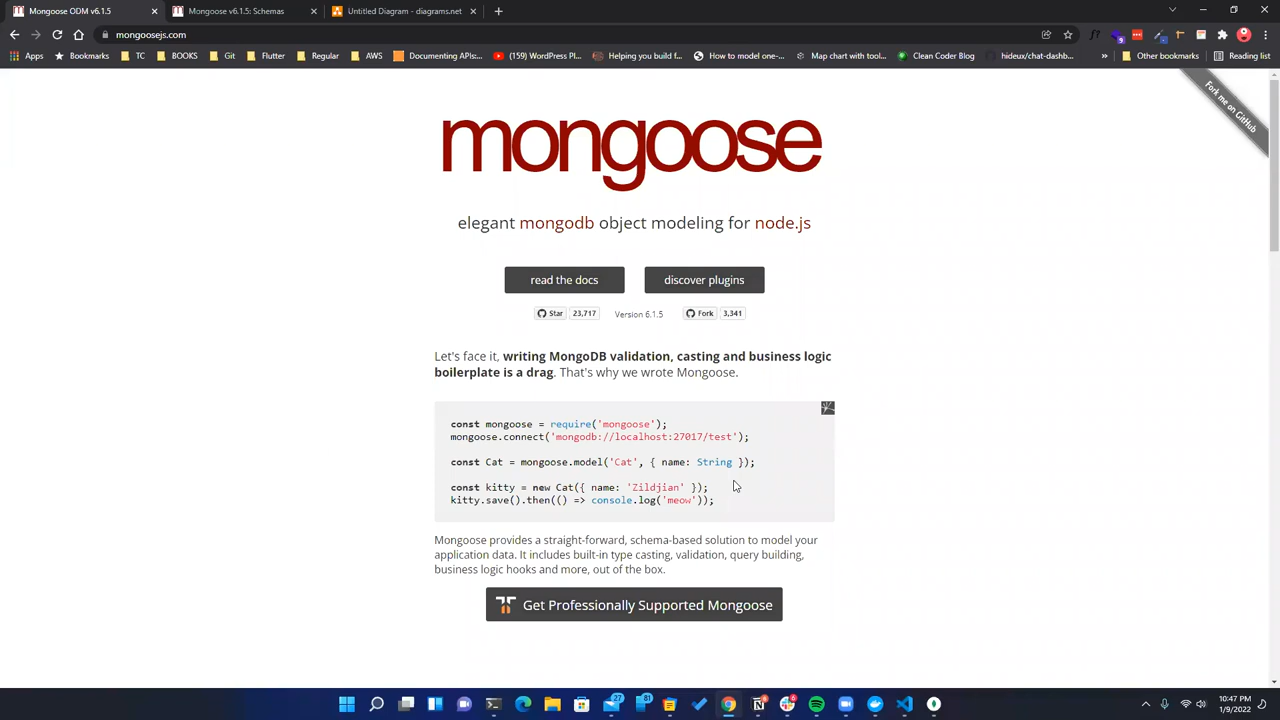 Mongoose ODM v6.1.5
Mongoose v6.1.5: Schemas
Untitled Diagram - diagrams.net
mongoosejs.com
Apps
Bookmarks
TC
BOOKS
Git
Flutter
Regular
AWS
Documenting APIs:...
(159) WordPress Pl...
Helping you build f...
How to model one-...
Map chart with tool...
Clean Coder Blog
hideux/chat-dashb...
Other bookmarks
Reading list
Fork me on GitHub
mongoose
elegant mongodb object modeling for node.js
read the docs
discover plugins
Star 23,717
Version 6.1.5
Fork 3,341
Let's face it, writing MongoDB validation, casting and business logic
boilerplate is a drag. That's why we wrote Mongoose.
const mongoose = require('mongoose');
mongoose.connect('mongodb://localhost:27017/test');
const Cat = mongoose.model('Cat', { name: String });
const kitty = new Cat({ name: 'Zildjian' });
kitty.save().then(() => console.log('meow'));
Mongoose provides a straight-forward, schema-based solution to model your
application data. It includes built-in type casting, validation, query building,
business logic hooks and more, out of the box.
Get Professionally Supported Mongoose
27
81
10:47 PM
1/9/2022